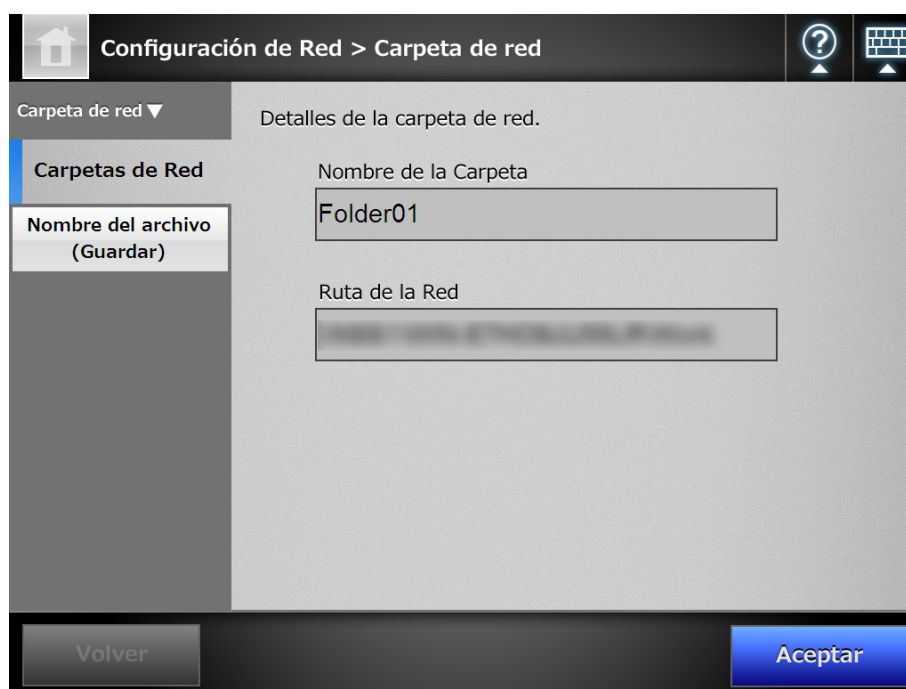 Configuración de Red > Carpeta de red
?
Carpeta de red ▼
Carpetas de Red
Nombre del archivo
(Guardar)
Detalles de la carpeta de red.
Nombre de la Carpeta
Folder01
Ruta de la Red
Volver
Aceptar